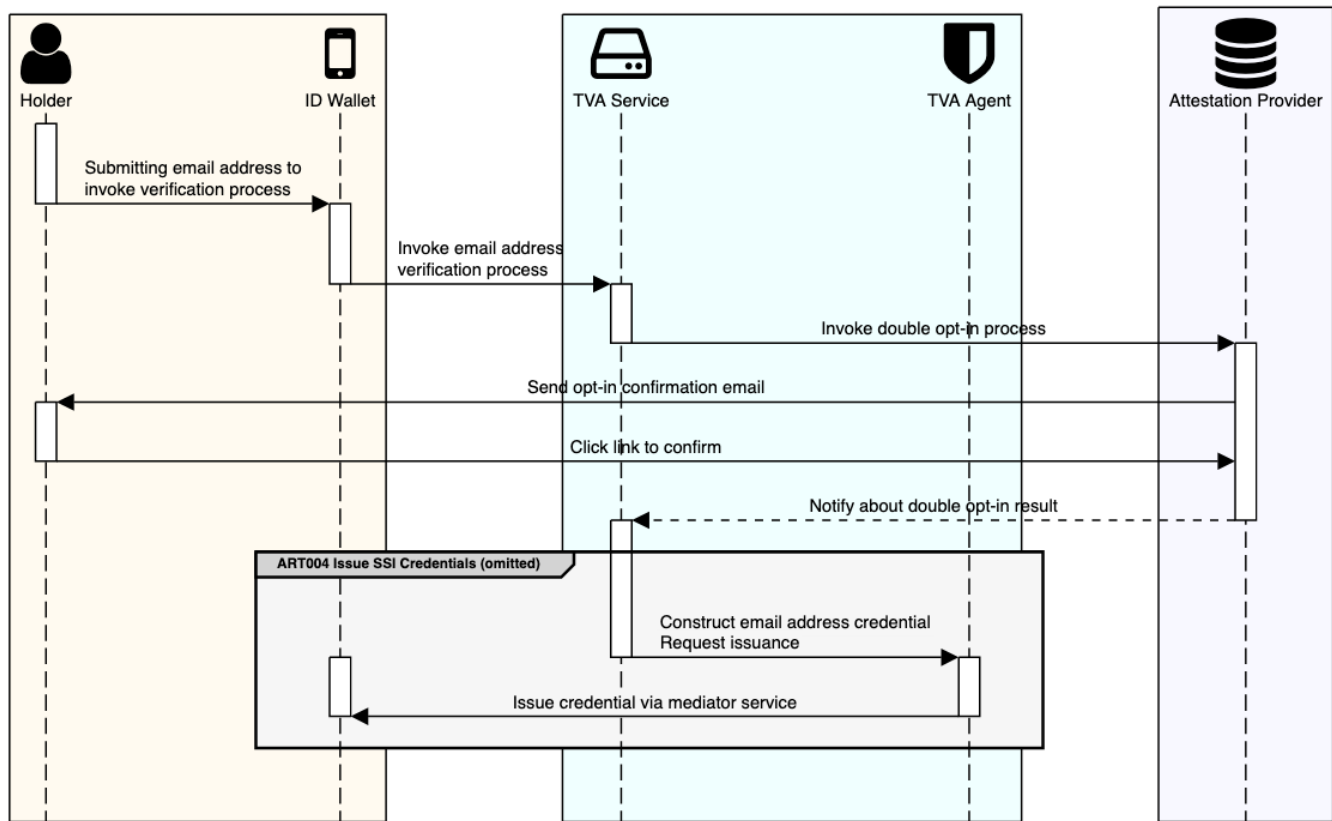 Holder
ID Wallet
TVA Service
TVA Agent
Attestation Provider
Submitting email address to
invoke verification process
Invoke email address
verification process
Invoke double opt-in process
Send opt-in confirmation email
Click link to confirm
Notify about double opt-in result
ART004 Issue SSI Credentials (omitted)
Construct email address credential
Request issuance
Issue credential via mediator service